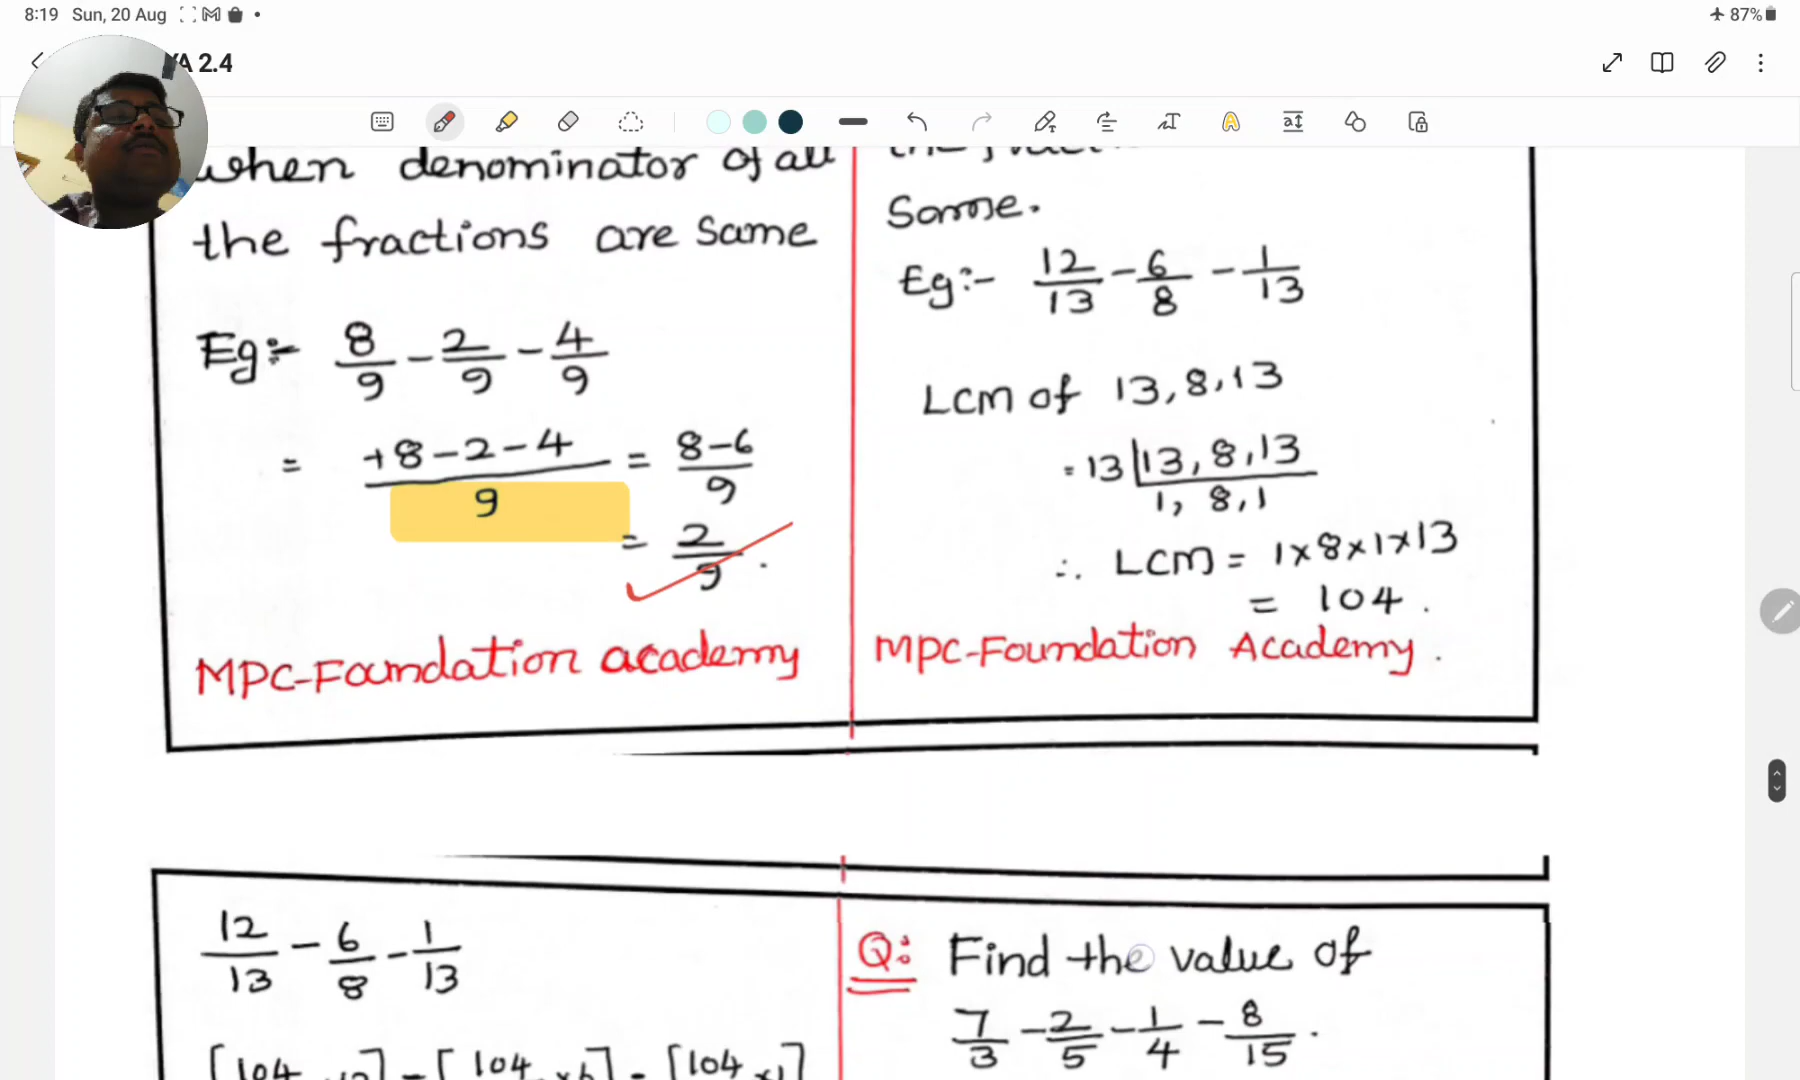 8:19 Sun, 20 Aug
87%
A 2.4
when denominator of all
the fractions are same
Eg:- 8/9 - 2/9 - 4/9
= +8-2-4/9 = 8-6/9
= 2/9 .
MPC-Foundation academy
Same.
Eg:- 12/13 - 6/8 - 1/13
LCM of 13, 8, 13
= 13 | 13, 8, 13
1, 8, 1
∴ LCM = 1×8×1×13
= 104 .
MPC-Foundation Academy .
12/13 - 6/8 - 1/13
Q: Find the value of
7/3 - 2/5 - 1/4 - 8/15 .